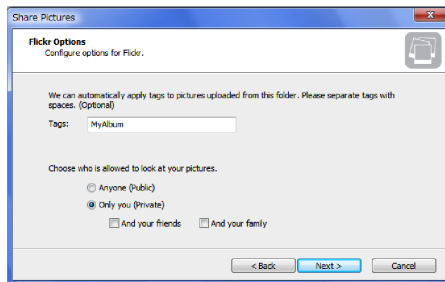 Share Pictures
Flickr Options
Configure options for Flickr.
We can automatically apply tags to pictures uploaded from this folder. Please separate tags with
spaces. (Optional)
Tags: MyAlbum
Choose who is allowed to look at your pictures.
Anyone (Public)
Only you (Private)
And your friends And your family
< Back Next > Cancel